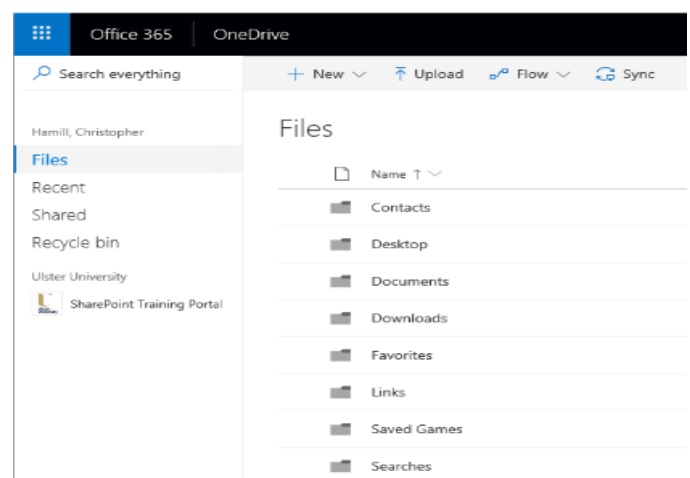 Office 365 OneDrive
Search everything
+ New Upload Flow Sync
Hamill, Christopher
Files
Recent
Shared
Recycle bin
Ulster University
SharePoint Training Portal
Files
Name ↑
Contacts
Desktop
Documents
Downloads
Favorites
Links
Saved Games
Searches